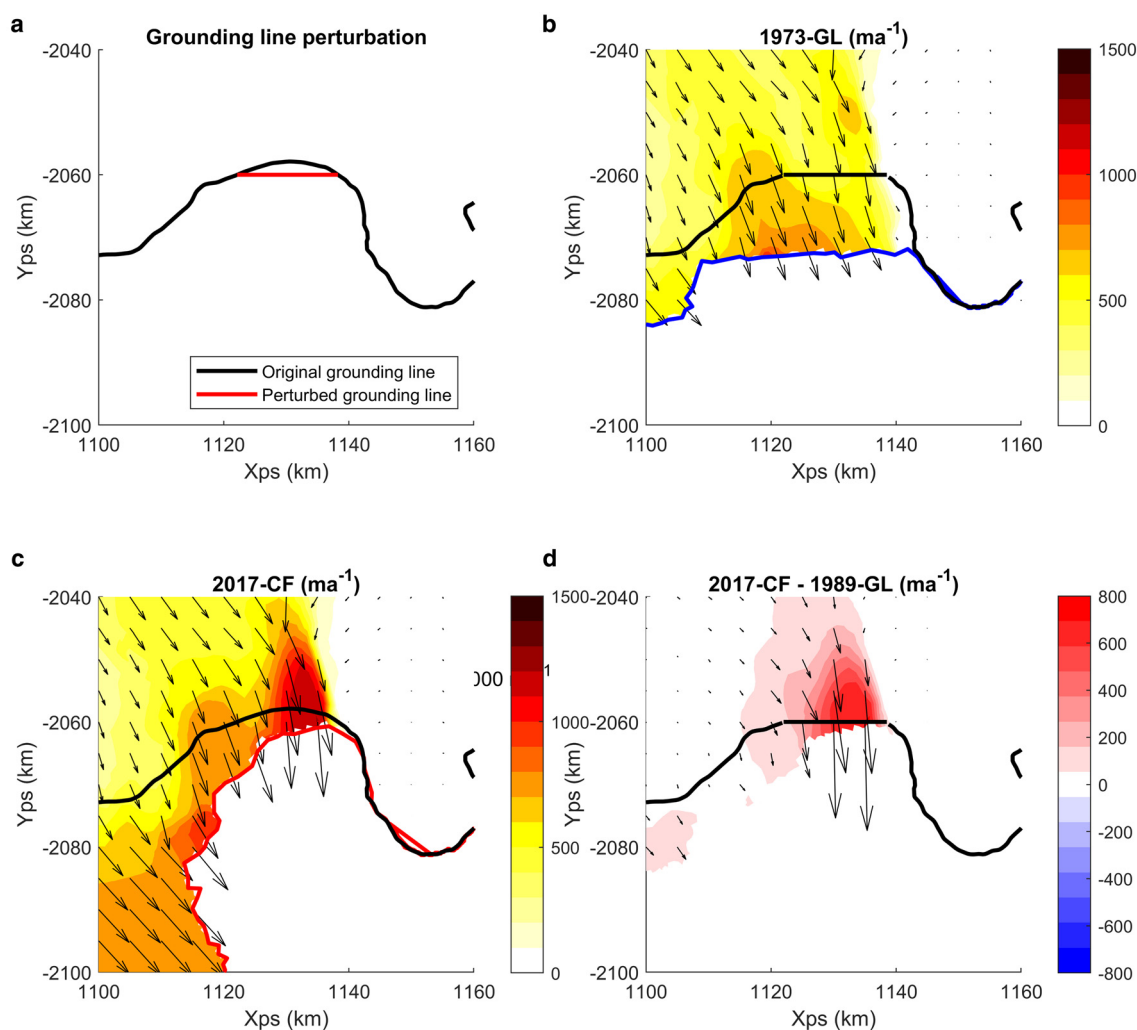 a
Grounding line perturbation
-2040
-2060
-2080
-2100
Yps (km)
Original grounding line
Perturbed grounding line
1100
1120
1140
1160
Xps (km)
b
1973-GL (ma-1)
-2040
-2060
-2080
-2100
Yps (km)
1100
1120
1140
1160
Xps (km)
1500
1000
500
0
c
2017-CF (ma-1)
-2040
-2060
-2080
-2100
Yps (km)
1100
1120
1140
1160
Xps (km)
1500
000
1
1000
500
0
d
2017-CF - 1989-GL (ma-1)
-2040
-2060
-2080
-2100
Yps (km)
1100
1120
1140
1160
Xps (km)
800
600
400
200
0
-200
-400
-600
-800